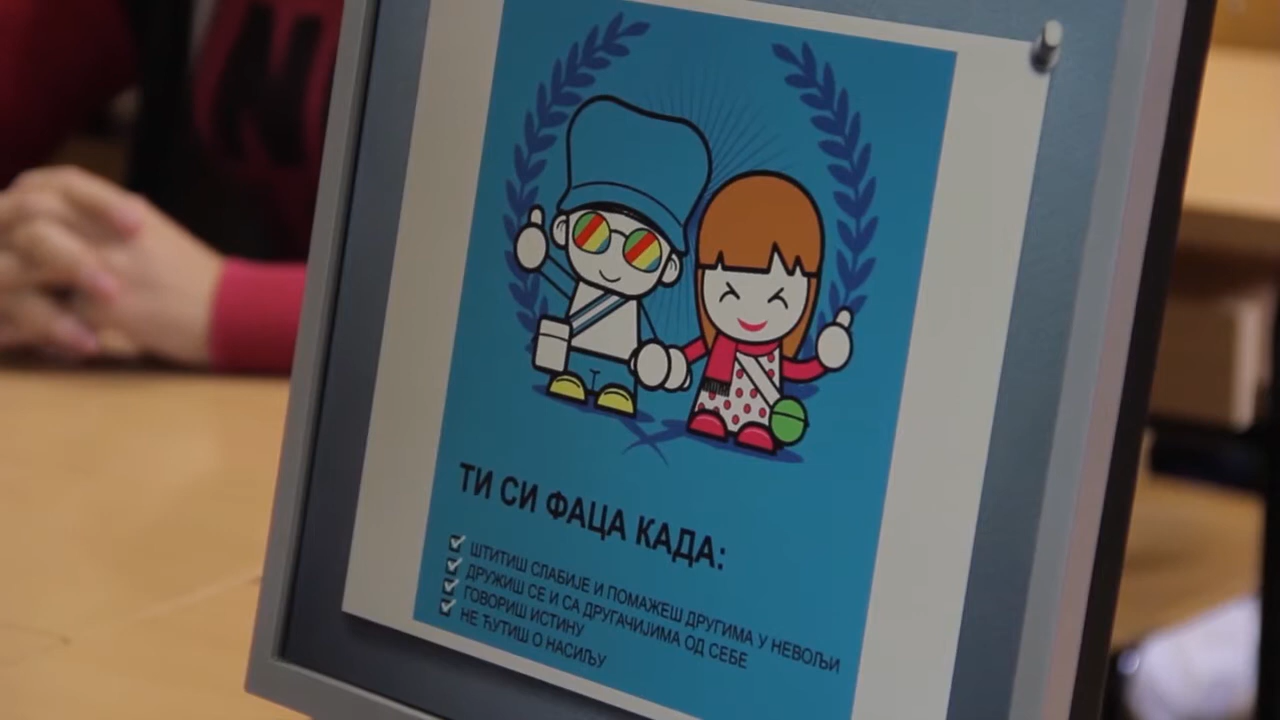 ТИ СИ ФАЦА КАДА:
ШТИТИШ СЛАБИЈЕ И ПОМАЖЕШ ДРУГИМА У НЕВОЉИ
ДРУЖИШ СЕ И СА ДРУГАЧИЈИМА ОД СЕБЕ
ГОВОРИШ ИСТИНУ
НЕ ЋУТИШ О НАСИЉУ
N